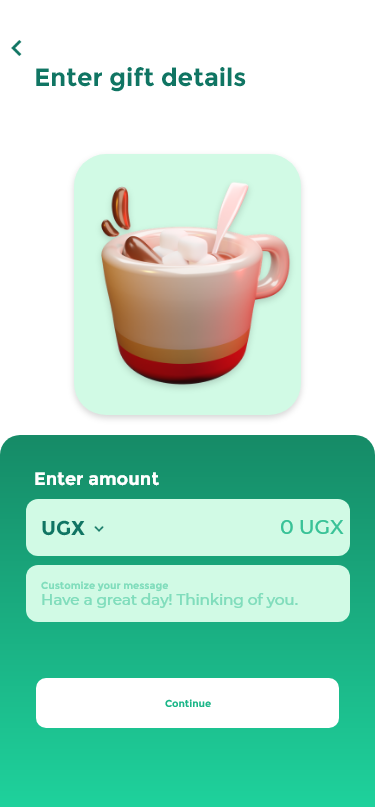 Enter gift details
Enter amount
UGX 0 UGX
Customize your message
Have a great day! Thinking of you.
Continue